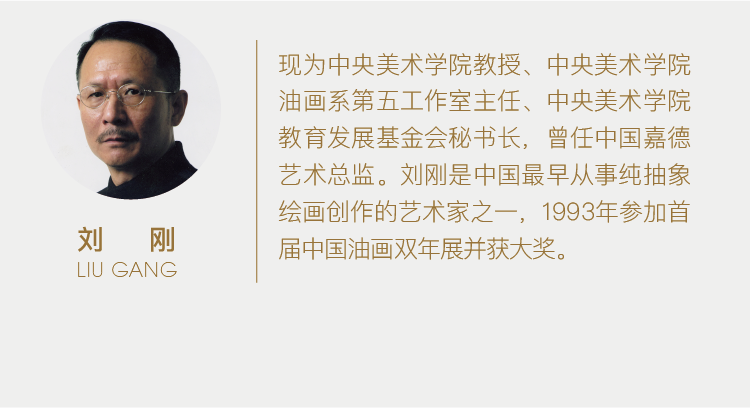 现为中央美术学院教授、中央美术学院
油画系第五工作室主任、中央美术学院
教育发展基金会秘书长，曾任中国嘉德
艺术总监。刘刚是中国最早从事纯抽象
绘画创作的艺术家之一，1993年参加首
届中国油画双年展并获大奖。
刘 刚
LIU GANG